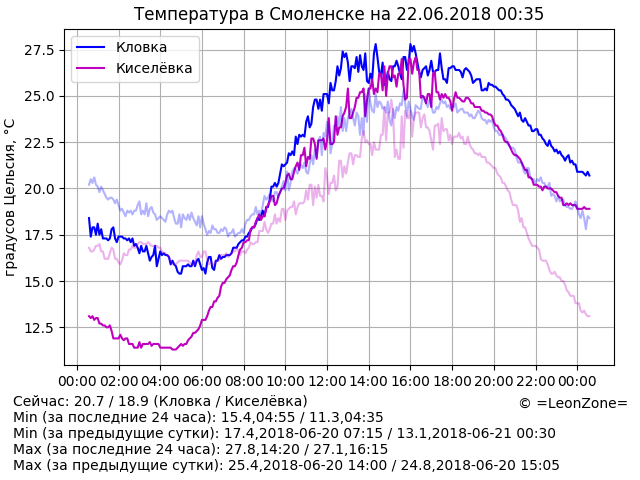 Температура в Смоленске на 22.06.2018 00:35
Кловка
Киселёвка
градусов Цельсия, °C
27.5
25.0
22.5
20.0
17.5
15.0
12.5
00:00 02:00 04:00 06:00 08:00 10:00 12:00 14:00 16:00 18:00 20:00 22:00 00:00
Сейчас: 20.7 / 18.9 (Кловка / Киселёвка)
© =LeonZone=
Min (за последние 24 часа): 15.4,04:55 / 11.3,04:35
Min (за предыдущие сутки): 17.4,2018-06-20 07:15 / 13.1,2018-06-21 00:30
Max (за последние 24 часа): 27.8,14:20 / 27.1,16:15
Max (за предыдущие сутки): 25.4,2018-06-20 14:00 / 24.8,2018-06-20 15:05